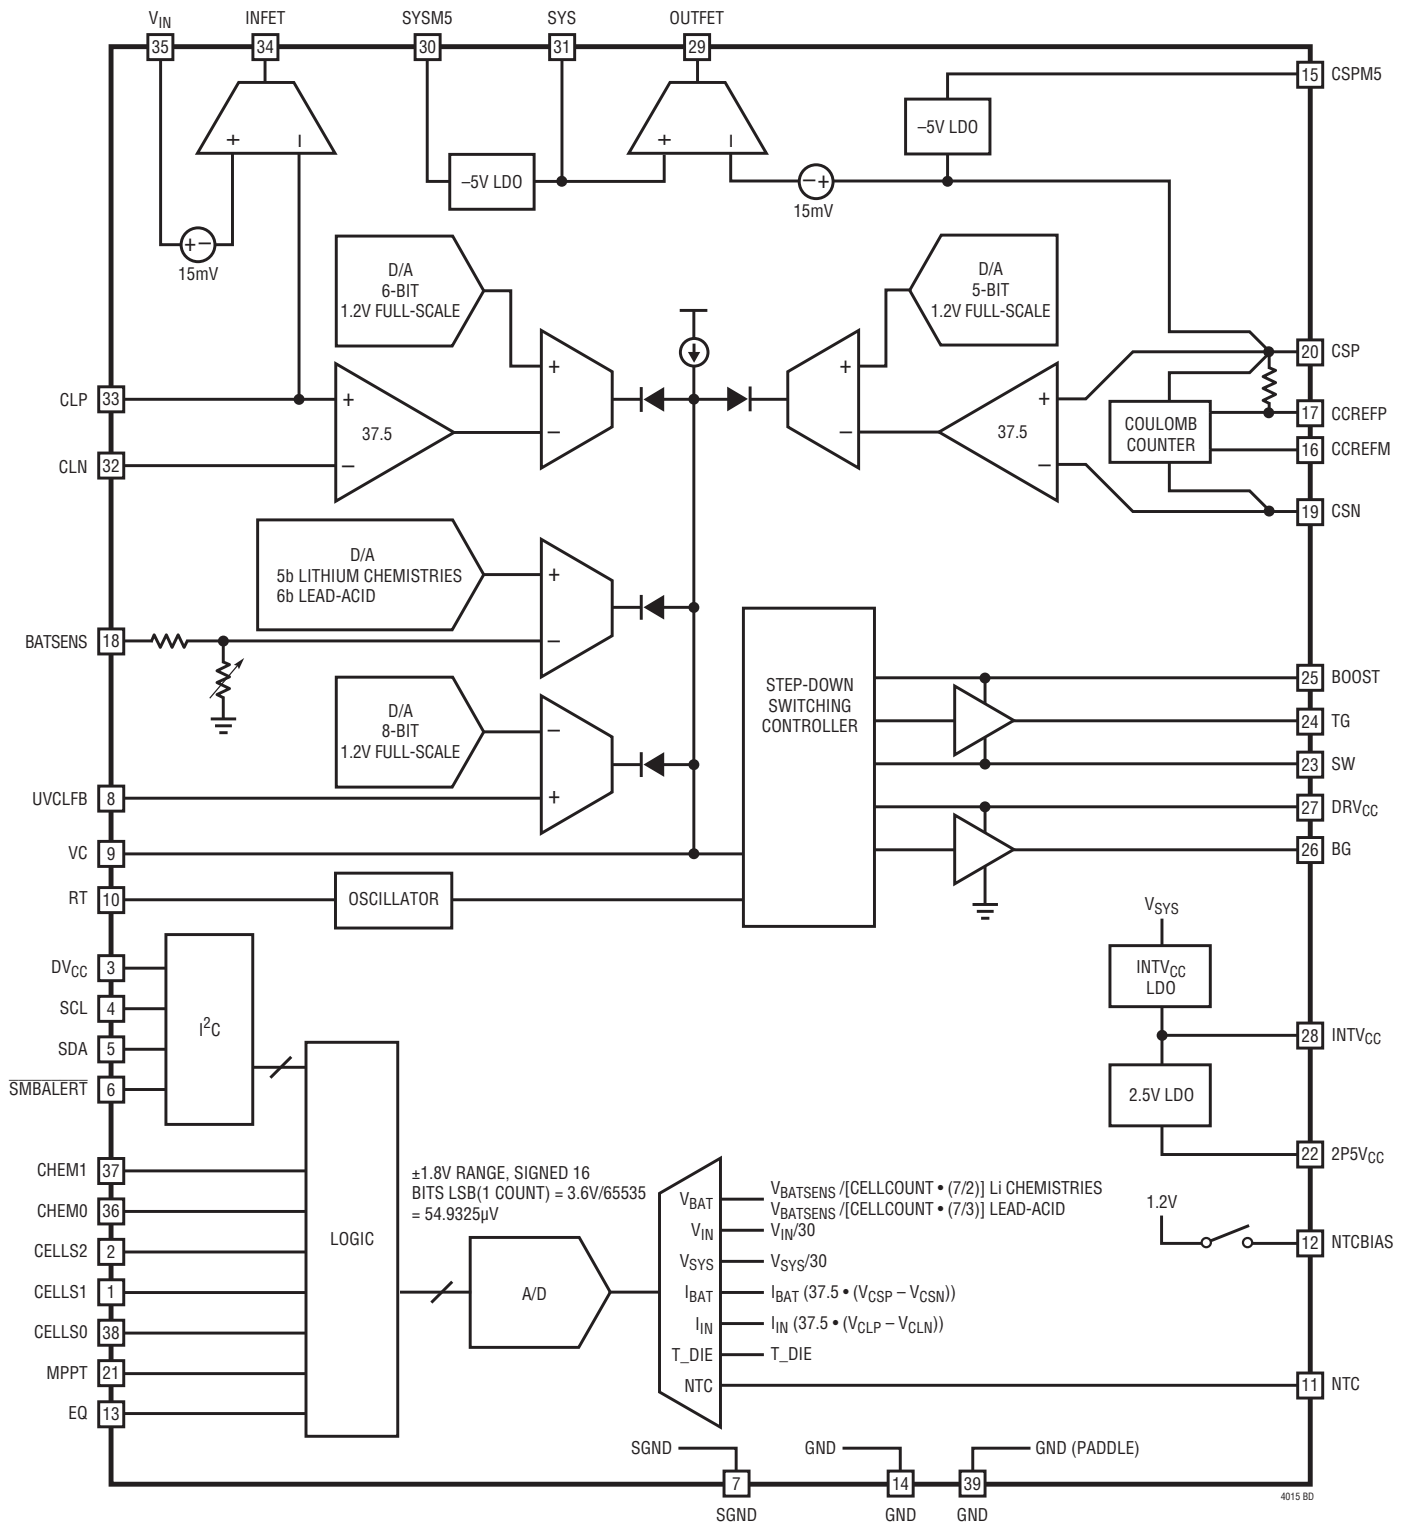 VIN
INFET
SYSM5
SYS
OUTFET
35
34
30
31
29
15 CSPM5
–5V LDO
+
–
+
–
–5V LDO
–+
15mV
+–
15mV
D/A
6-BIT
1.2V FULL-SCALE
D/A
5-BIT
1.2V FULL-SCALE
+
–
+
–
CLP 33
+
37.5
–
CLN 32
+
37.5
–
20 CSP
17 CCREFP
COULOMB
COUNTER
16 CCREFM
19 CSN
D/A
5b LITHIUM CHEMISTRIES
6b LEAD-ACID
+
–
BATSENS 18
D/A
8-BIT
1.2V FULL-SCALE
–
+
UVCLFB 8
VC 9
RT 10
OSCILLATOR
STEP-DOWN
SWITCHING
CONTROLLER
25 BOOST
24 TG
23 SW
27 DRVCC
26 BG
VSYS
INTVCC
LDO
28 INTVCC
2.5V LDO
22 2P5VCC
1.2V
12 NTCBIAS
DVCC 3
SCL 4
SDA 5
SMBALERT 6
I2C
CHEM1 37
CHEM0 36
CELLS2 2
CELLS1 1
CELLS0 38
MPPT 21
EQ 13
LOGIC
±1.8V RANGE, SIGNED 16
BITS LSB(1 COUNT) = 3.6V/65535
= 54.9325µV
A/D
VBAT
VBATSENS /[CELLCOUNT • (7/2)] Li CHEMISTRIES
VBATSENS /[CELLCOUNT • (7/3)] LEAD-ACID
VIN VIN/30
VSYS VSYS/30
IBAT IBAT (37.5 • (VCSP – VCSN))
IIN IIN (37.5 • (VCLP – VCLN))
T_DIE T_DIE
NTC
11 NTC
SGND
GND
GND (PADDLE)
7
14
39
SGND
GND
GND
4015 BD